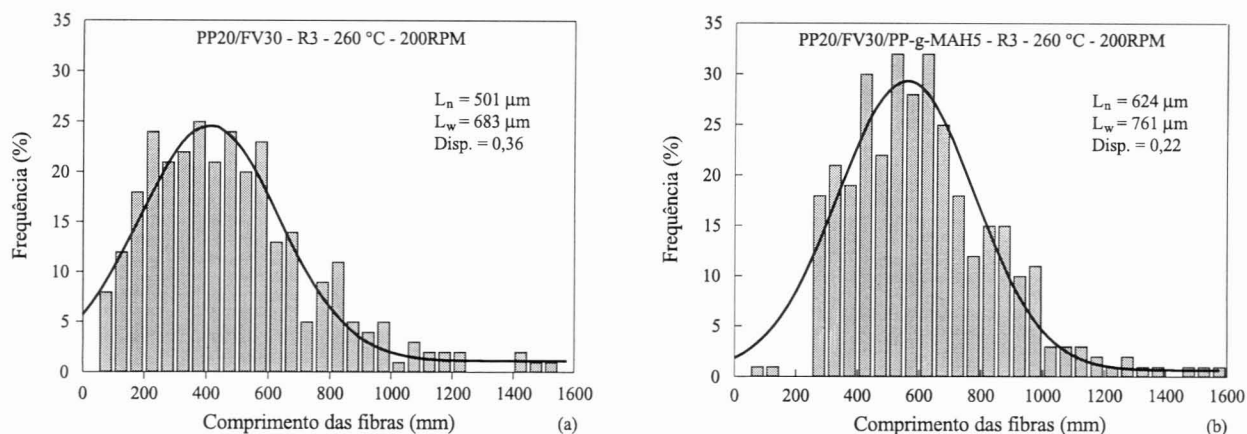 PP20/FV30 - R3 - 260 °C - 200RPM
Lₙ = 501 µm
L_w = 683 µm
Disp. = 0,36
Frequência (%)
35
30
25
20
15
10
5
0
0 200 400 600 800 1000 1200 1400 1600
Comprimento das fibras (mm)
(a)
PP20/FV30/PP-g-MAH5 - R3 - 260 °C - 200RPM
Lₙ = 624 µm
L_w = 761 µm
Disp. = 0,22
Frequência (%)
35
30
25
20
15
10
5
0
0 200 400 600 800 1000 1200 1400 1600
Comprimento das fibras (mm)
(b)